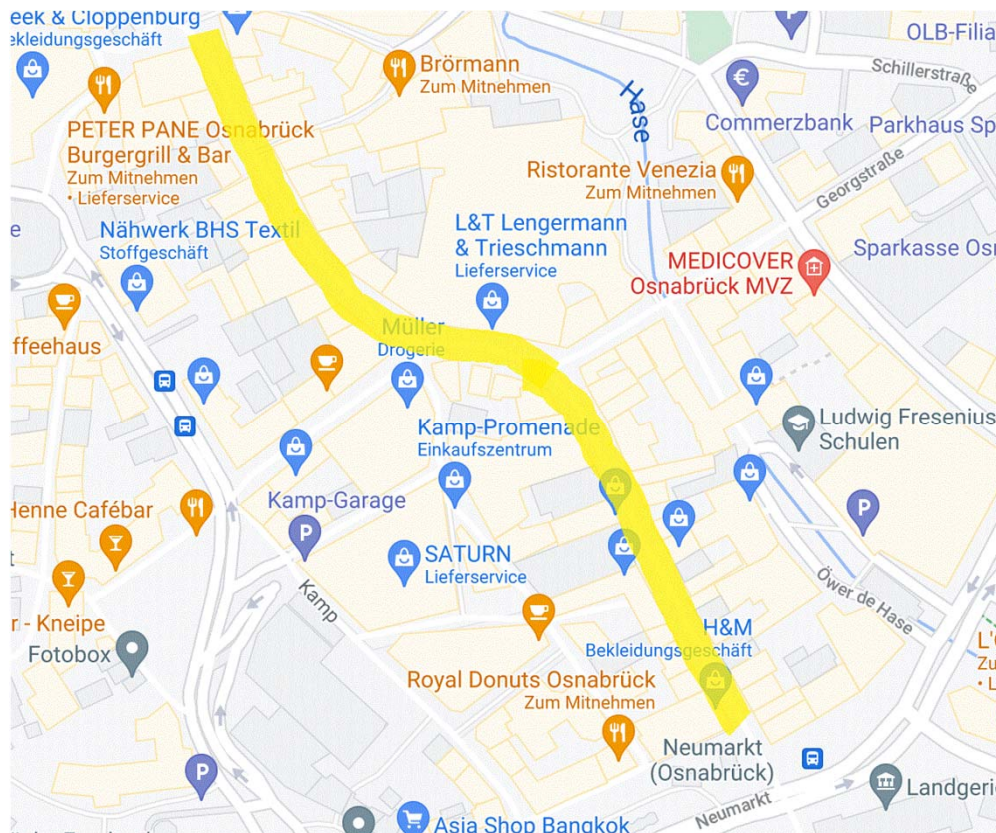 eek & Cloppenburg
ekleidungsgeschäft
OLB-Filia
Brörmann
Zum Mitnehmen
Schillerstraße
Hase
Commerzbank
Parkhaus Sp
PETER PANE Osnabrück
Burgergrill & Bar
Zum Mitnehmen
• Lieferservice
Ristorante Venezia
Zum Mitnehmen
Georgstraße
e
Nähwerk BHS Textil
Stoffgeschäft
L&T Lengermann
& Trieschmann
Lieferservice
MEDICOVER
Osnabrück MVZ
Sparkasse Osn
ffeehaus
Müller
Drogerie
Kamp-Promenade
Einkaufszentrum
Ludwig Fresenius
Schulen
Kamp-Garage
P
P
Henne Cafébar
SATURN
Lieferservice
t
Kamp
Öwer de Hase
r - Kneipe
Fotobox
H&M
Bekleidungsgeschäft
L'
Zu
• L
Royal Donuts Osnabrück
Zum Mitnehmen
Neumarkt
(Osnabrück)
P
Landgeri
Neumarkt
Asia Shop Bangkok